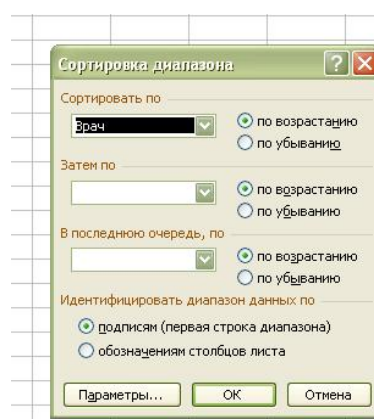 Сортировка диапазона
Сортировать по
Врач
по возрастанию
по убыванию
Затем по
по возрастанию
по убыванию
В последнюю очередь, по
по возрастанию
по убыванию
Идентифицировать диапазон данных по
подписям (первая строка диапазона)
обозначениям столбцов листа
Параметры... ОК Отмена